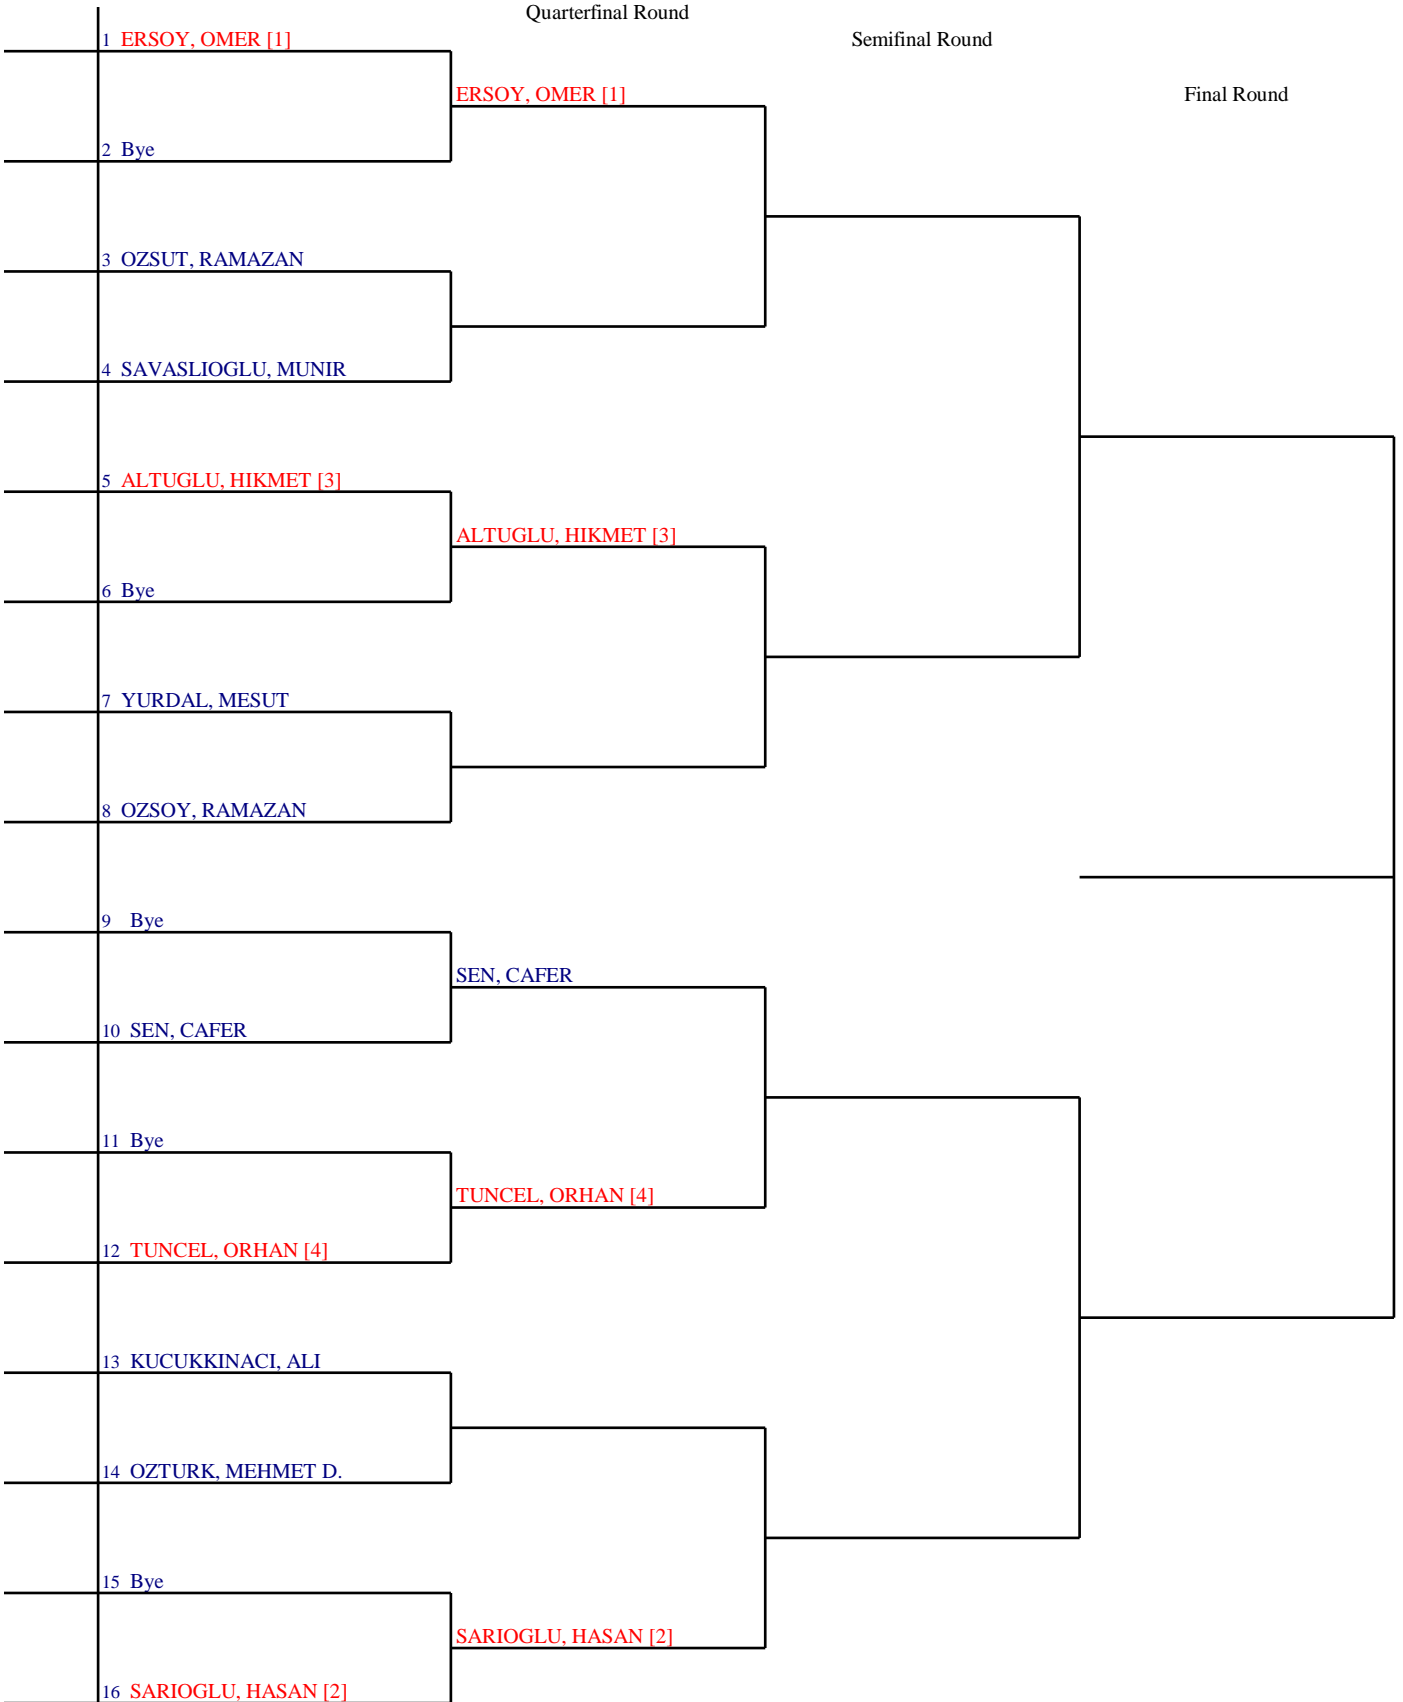 Quarterfinal Round
1 ERSOY, OMER [1]
Semifinal Round
ERSOY, OMER [1]
Final Round
2 Bye
3 OZSUT, RAMAZAN
4 SAVASLIOGLU, MUNIR
5 ALTUGLU, HIKMET [3]
ALTUGLU, HIKMET [3]
6 Bye
7 YURDAL, MESUT
8 OZSOY, RAMAZAN
9 Bye
SEN, CAFER
10 SEN, CAFER
11 Bye
TUNCEL, ORHAN [4]
12 TUNCEL, ORHAN [4]
13 KUCUKKINACI, ALI
14 OZTURK, MEHMET D.
15 Bye
SARIOGLU, HASAN [2]
16 SARIOGLU, HASAN [2]